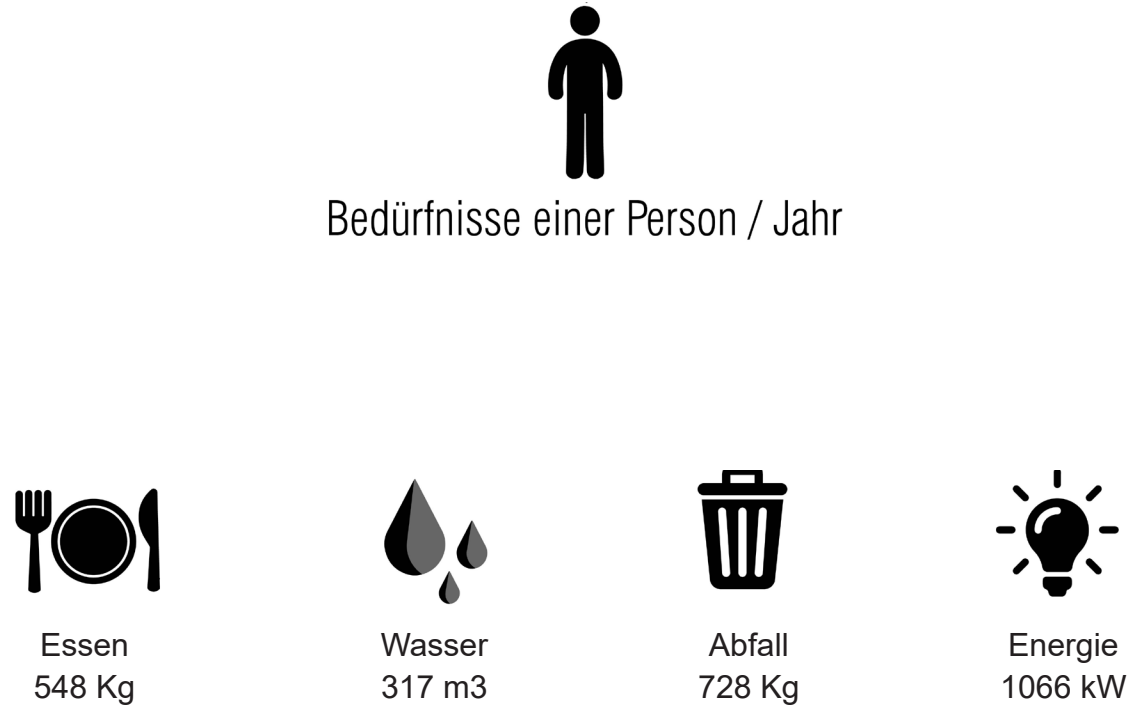 Bedürfnisse einer Person / Jahr
Essen
548 Kg
Wasser
317 m3
Abfall
728 Kg
Energie
1066 kW